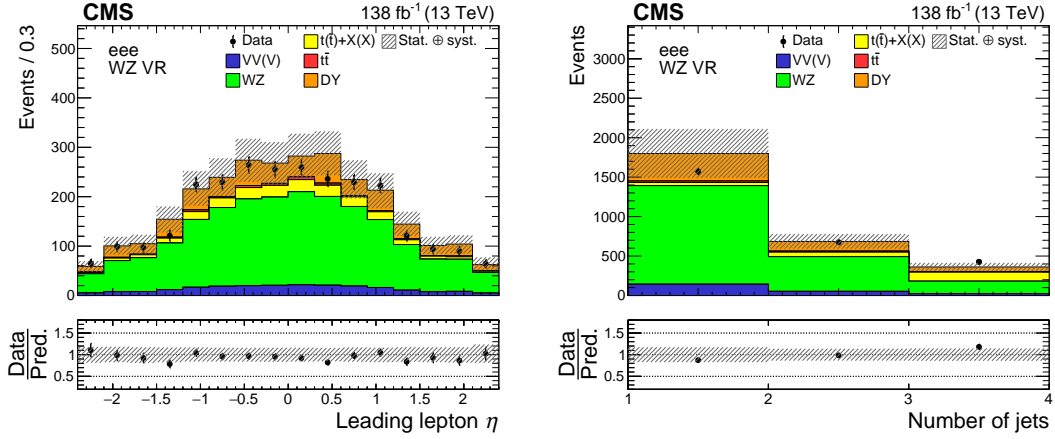 CMS 138 fb⁻¹ (13 TeV)
Events / 0.3
500
400
300
200
100
0
eee
WZ VR
Data
VV(V)
WZ
t(t̄)+X(X)
tt̄
DY
Stat. ⊕ syst.
Data
Pred.
1.5
1
0.5
−2 −1.5 −1 −0.5 0 0.5 1 1.5 2
Leading lepton η
CMS 138 fb⁻¹ (13 TeV)
Events
3000
2500
2000
1500
1000
500
0
eee
WZ VR
Data
VV(V)
WZ
t(t̄)+X(X)
tt̄
DY
Stat. ⊕ syst.
Data
Pred.
1.5
1
0.5
1 2 3 4
Number of jets